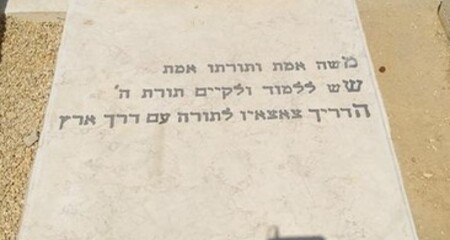 משה אמת ותורתו אמת
שש ללמוד ולקיים תורת ה'
הדריך צאצאיו לתורה עם דרך ארץ